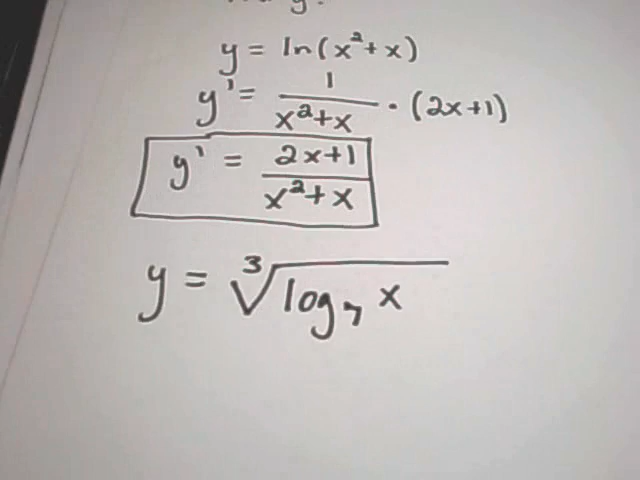 y = ln(x²+x)
y' = 1/(x²+x) · (2x+1)
y' = (2x+1)/(x²+x)
y = ∛(log₇ x)